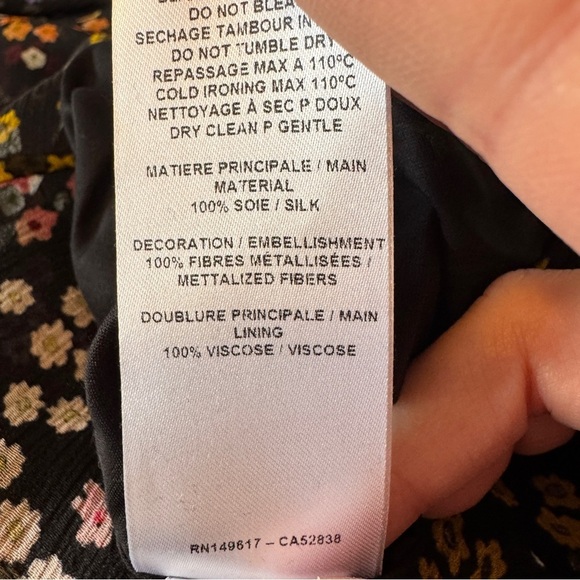 DO NOT BLEA
SECHAGE TAMBOUR IN
DO NOT TUMBLE DRY
REPASSAGE MAX A 110ºC
COLD IRONING MAX 110ºC
NETTOYAGE À SEC P DOUX
DRY CLEAN P GENTLE
MATIERE PRINCIPALE / MAIN
MATERIAL
100% SOIE / SILK
DECORATION / EMBELLISHMENT
100% FIBRES MÉTALLISÉES /
METTALIZED FIBERS
DOUBLURE PRINCIPALE / MAIN
LINING
100% VISCOSE / VISCOSE
RN149617 – CA52838